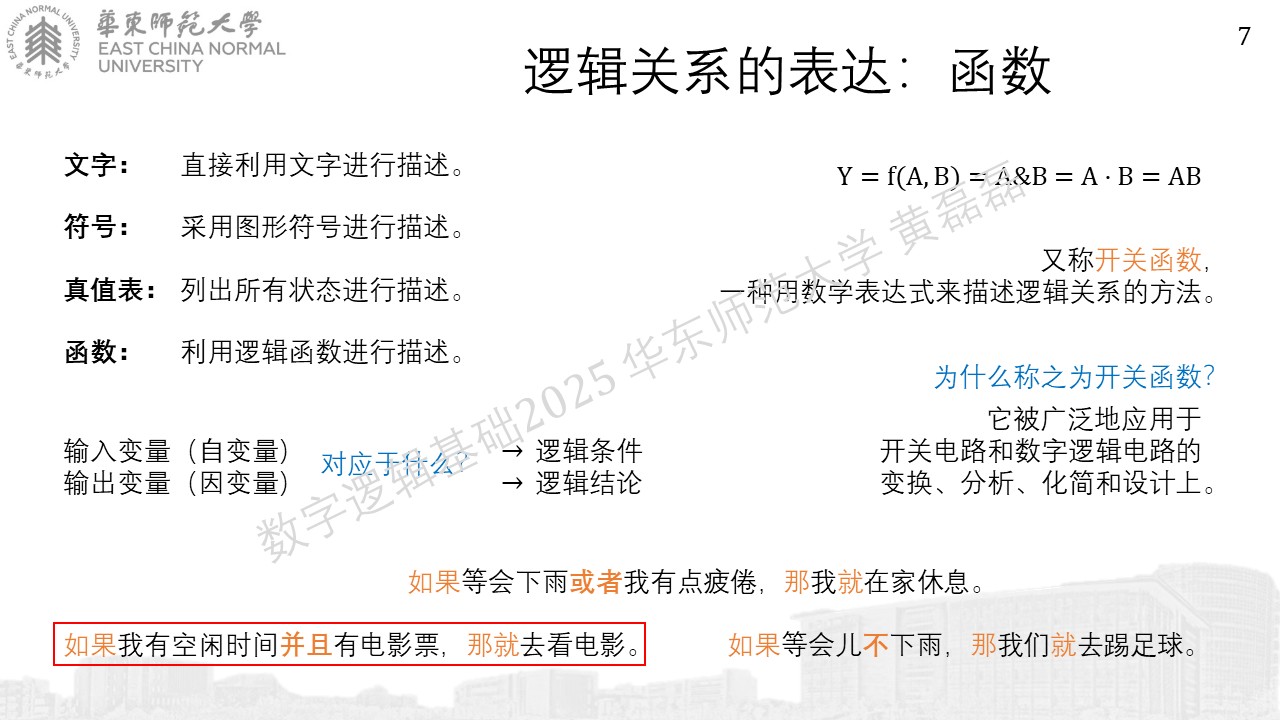 華東師範大學
EAST CHINA NORMAL
UNIVERSITY
EAST CHINA NORMAL UNIVERSITY
華東師範大學
7
逻辑关系的表达：函数
文字： 直接利用文字进行描述。
符号： 采用图形符号进行描述。
真值表： 列出所有状态进行描述。
函数： 利用逻辑函数进行描述。
Y = f(A, B) = A&B = A · B = AB
又称开关函数，
一种用数学表达式来描述逻辑关系的方法。
为什么称之为开关函数？
它被广泛地应用于
开关电路和数字逻辑电路的
变换、分析、化简和设计上。
输入变量（自变量） 对应于什么？ → 逻辑条件
输出变量（因变量） → 逻辑结论
数字逻辑基础2025 华东师范大学 黄磊磊
如果等会下雨或者我有点疲倦，那我就在家休息。
如果我有空闲时间并且有电影票，那就去看电影。
如果等会儿不下雨，那我们就去踢足球。